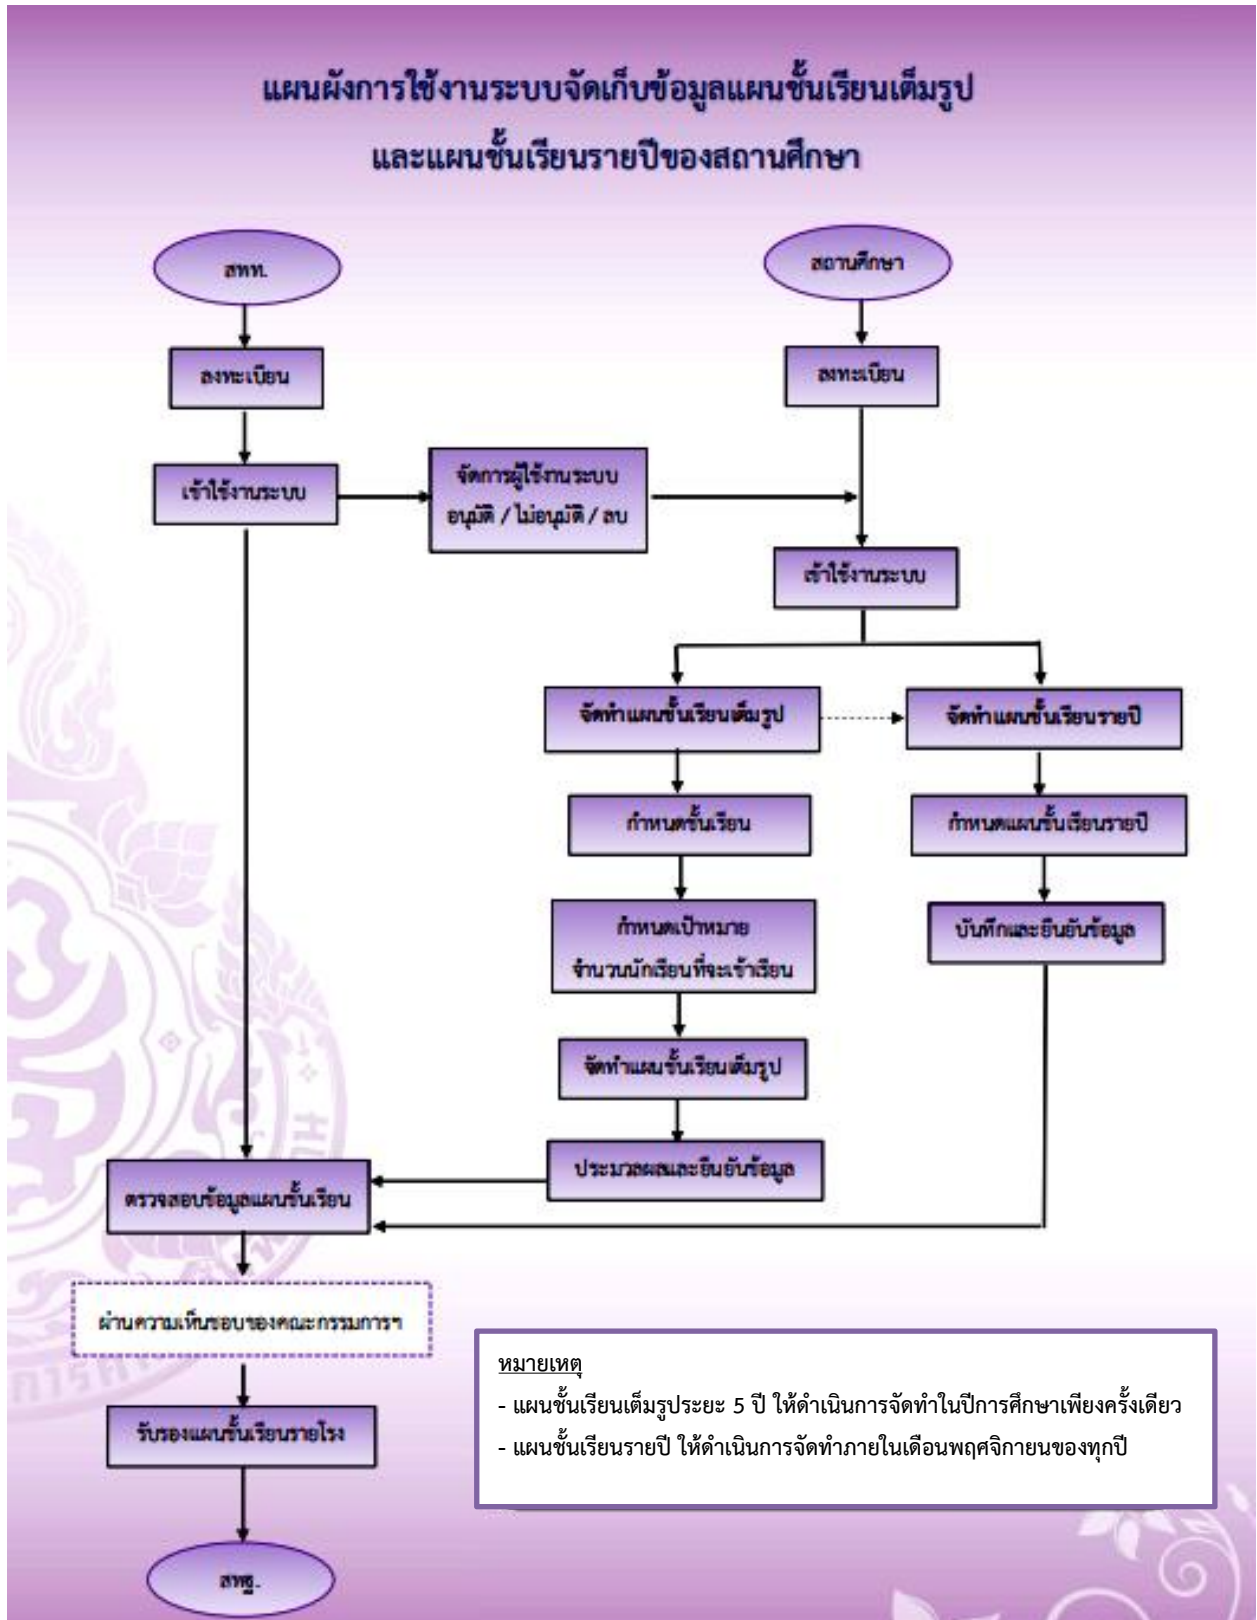 แผนผังการใช้งานระบบจัดเก็บข้อมูลแผนชั้นเรียนเต็มรูป
และแผนชั้นเรียนรายปีของสถานศึกษา
สพท.
สถานศึกษา
ลงทะเบียน
ลงทะเบียน
เข้าใช้งานระบบ
จัดการผู้ใช้งานระบบ
อนุมัติ / ไม่อนุมัติ / ลบ
เข้าใช้งานระบบ
จัดทำแผนชั้นเรียนเต็มรูป
จัดทำแผนชั้นเรียนรายปี
กำหนดชั้นเรียน
กำหนดแผนชั้นเรียนรายปี
กำหนดเป้าหมาย
จำนวนนักเรียนที่จะเข้าเรียน
บันทึกและยืนยันข้อมูล
จัดทำแผนชั้นเรียนเต็มรูป
ประมวลผลและยืนยันข้อมูล
ตรวจสอบข้อมูลแผนชั้นเรียน
ผ่านความเห็นชอบของคณะกรรมการฯ
รับรองแผนชั้นเรียนรายโรง
สพฐ.
หมายเหตุ
- แผนชั้นเรียนเต็มรูประยะ 5 ปี ให้ดำเนินการจัดทำในปีการศึกษาเพียงครั้งเดียว
- แผนชั้นเรียนรายปี ให้ดำเนินการจัดทำภายในเดือนพฤศจิกายนของทุกปี